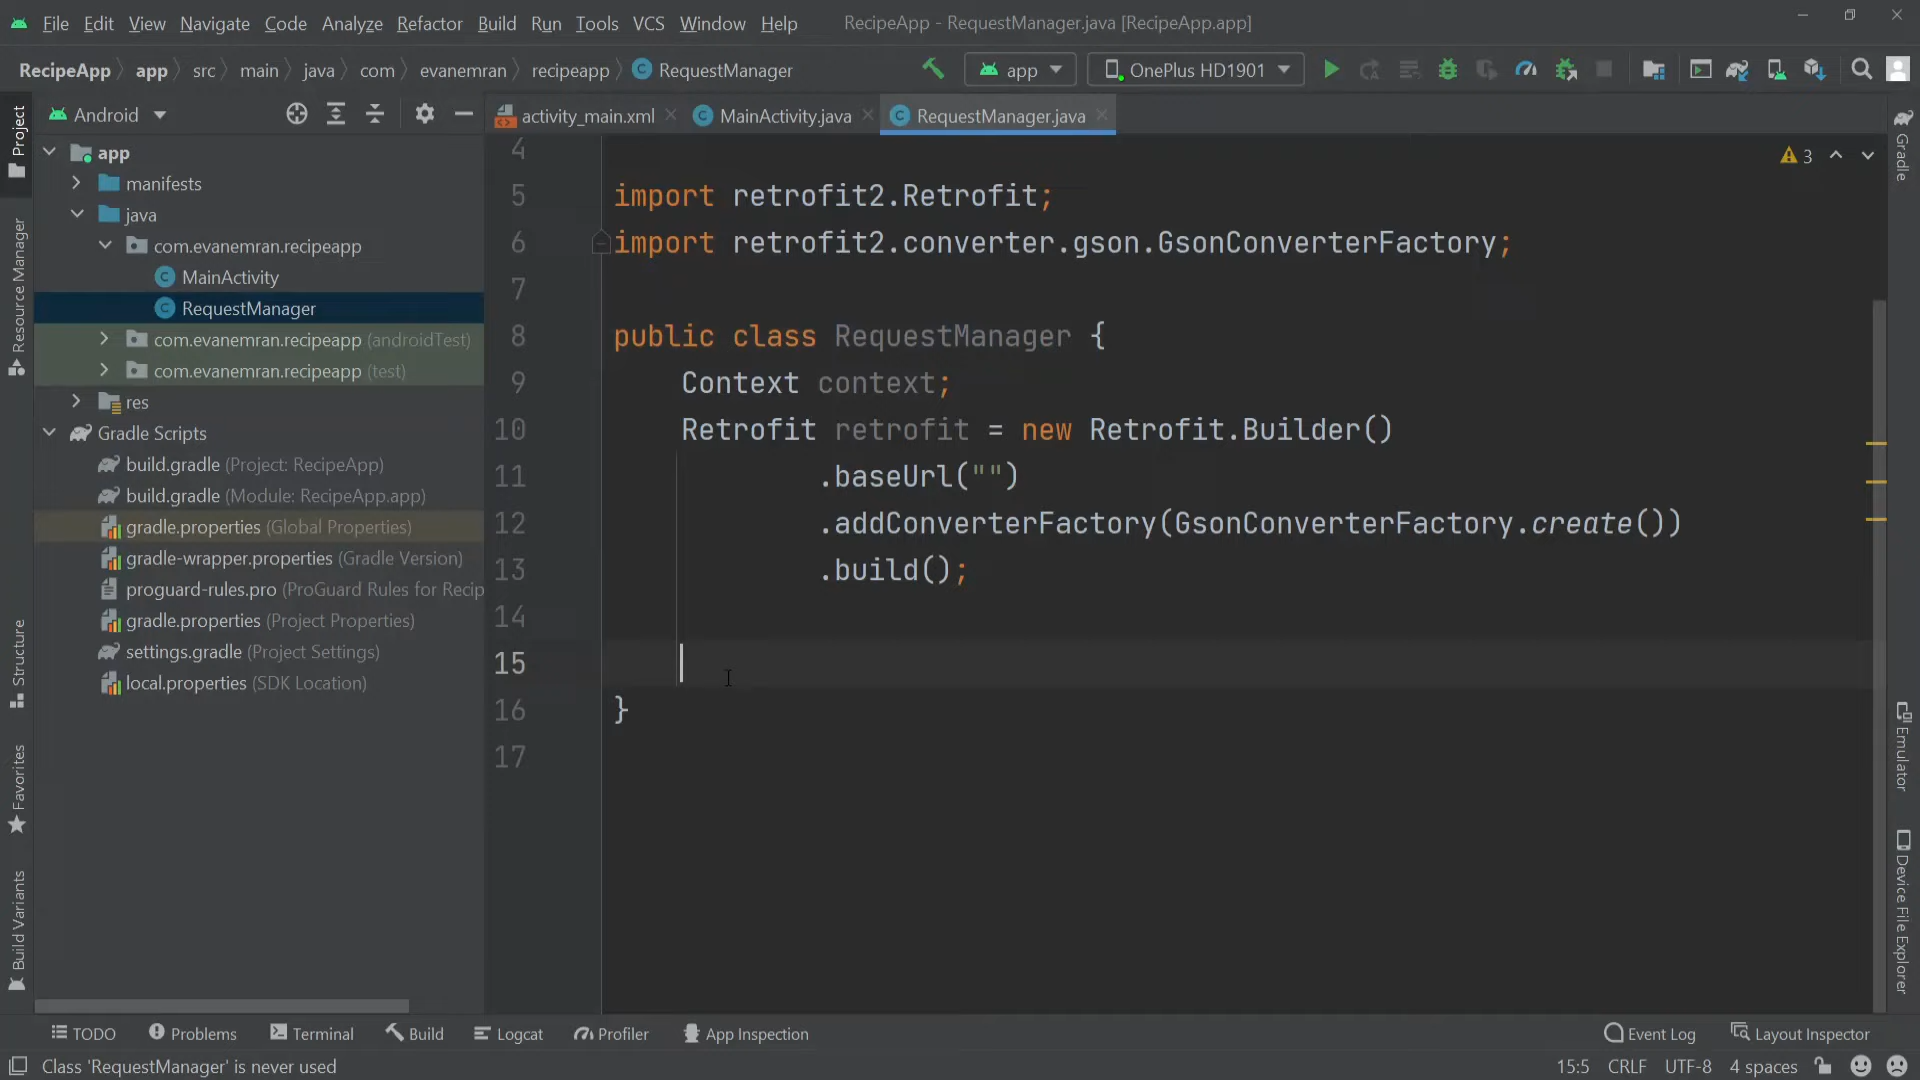 File Edit View Navigate Code Analyze Refactor Build Run Tools VCS Window Help RecipeApp - RequestManager.java [RecipeApp.app]
RecipeApp app src main java com evanemran recipeapp RequestManager app OnePlus HD1901
Android
activity_main.xml MainActivity.java RequestManager.java
Project
Resource Manager
Structure
Favorites
Build Variants
app
manifests
java
com.evanemran.recipeapp
MainActivity
RequestManager
com.evanemran.recipeapp (androidTest)
com.evanemran.recipeapp (test)
res
Gradle Scripts
build.gradle (Project: RecipeApp)
build.gradle (Module: RecipeApp.app)
gradle.properties (Global Properties)
gradle-wrapper.properties (Gradle Version)
proguard-rules.pro (ProGuard Rules for Recip
gradle.properties (Project Properties)
settings.gradle (Project Settings)
local.properties (SDK Location)
4
5 import retrofit2.Retrofit;
6 import retrofit2.converter.gson.GsonConverterFactory;
7
8 public class RequestManager {
9 Context context;
10 Retrofit retrofit = new Retrofit.Builder()
11 .baseUrl("")
12 .addConverterFactory(GsonConverterFactory.create())
13 .build();
14
15
16 }
17
3
Gradle
Emulator
Device File Explorer
TODO Problems Terminal Build Logcat Profiler App Inspection Event Log Layout Inspector
Class 'RequestManager' is never used 15:5 CRLF UTF-8 4 spaces